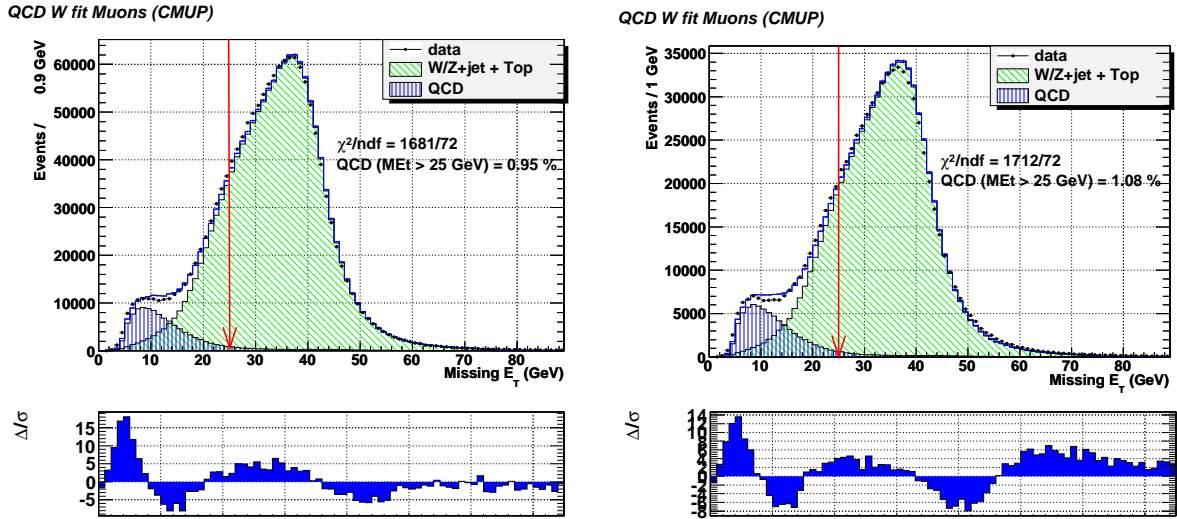 QCD W fit Muons (CMUP)
Events / 0.9 GeV
60000
50000
40000
30000
20000
10000
0
data
W/Z+jet + Top
QCD
χ²/ndf = 1681/72
QCD (MEt > 25 GeV) = 0.95 %
10 20 30 40 50 60 70 80
Missing E_T (GeV)
Δ/σ
15
10
5
0
-5
QCD W fit Muons (CMUP)
Events / 1 GeV
35000
30000
25000
20000
15000
10000
5000
0
data
W/Z+jet + Top
QCD
χ²/ndf = 1712/72
QCD (MEt > 25 GeV) = 1.08 %
0 10 20 30 40 50 60 70 80
Missing E_T (GeV)
Δ/σ
14
12
10
8
6
4
2
0
-2
-4
-6
-8